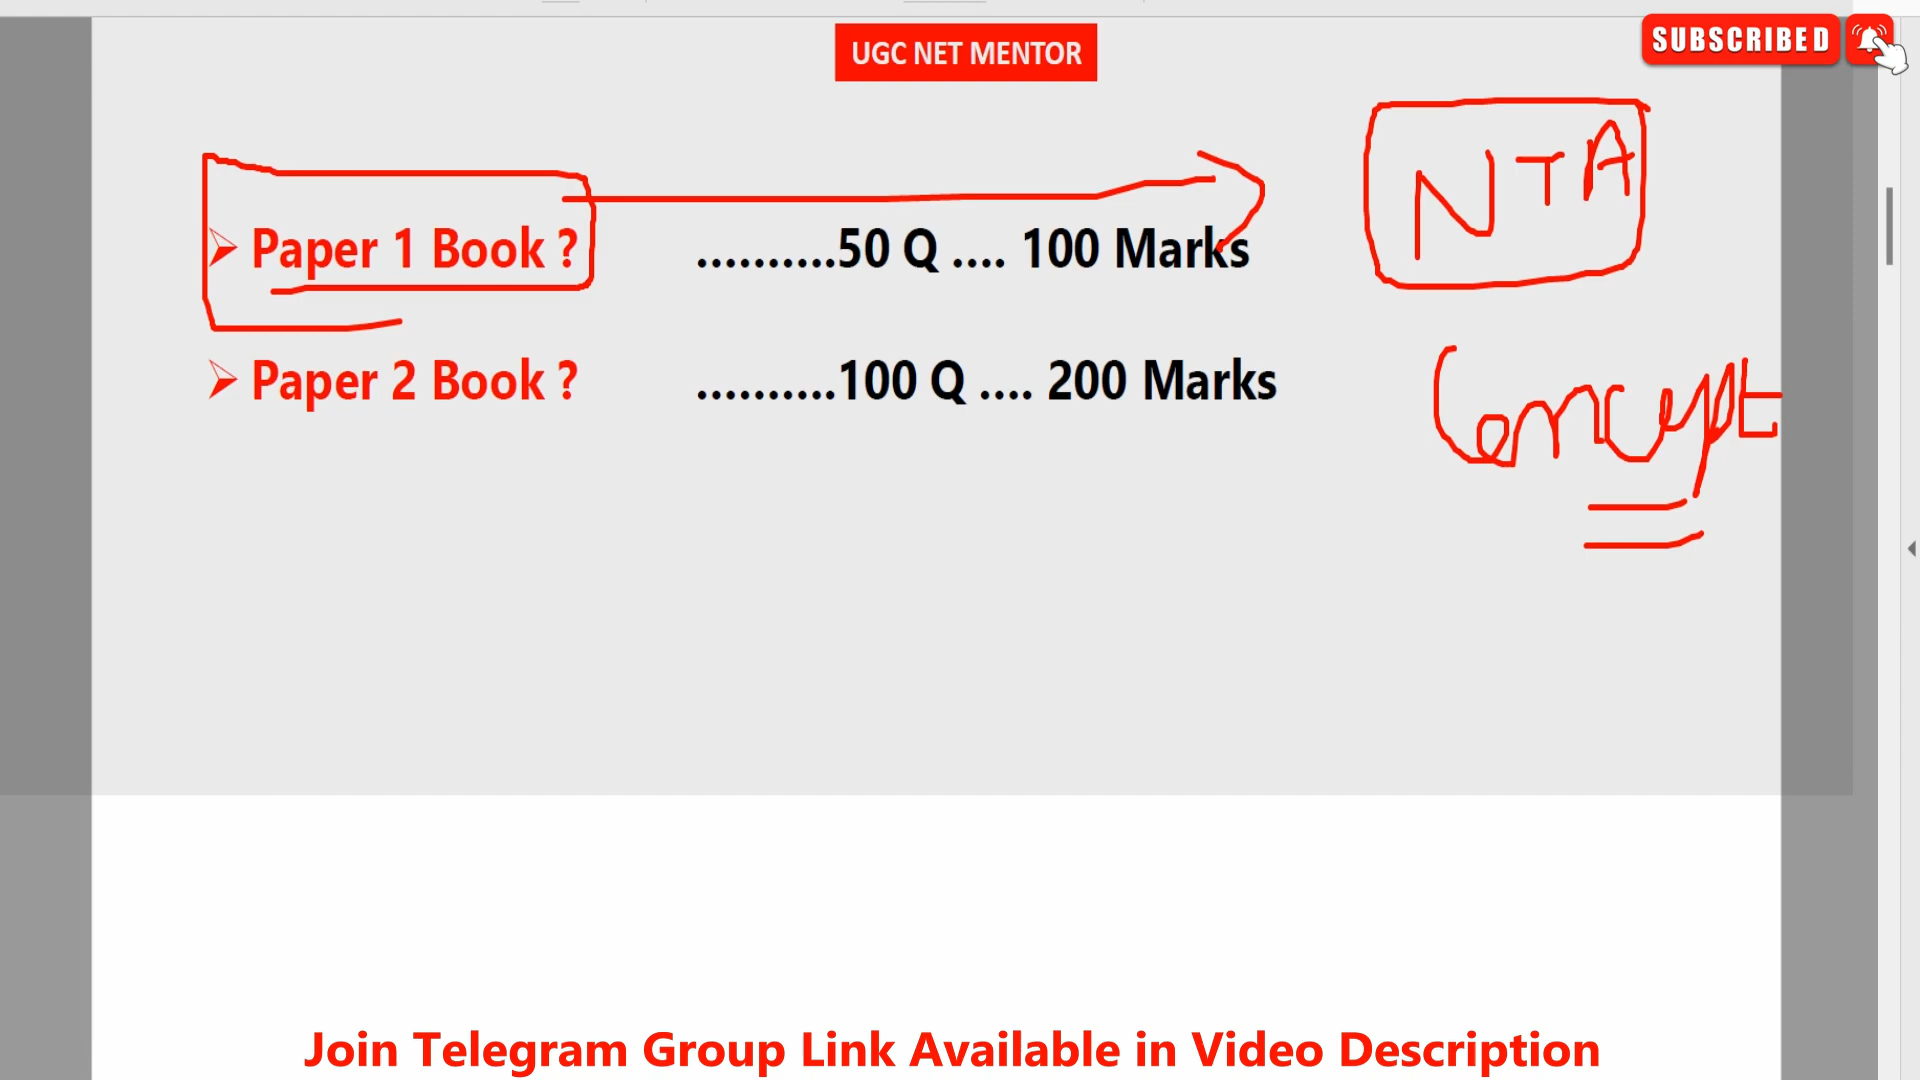 SUBSCRIBED
UGC NET MENTOR
NTA
➢ Paper 1 Book ? ..........50 Q .... 100 Marks
➢ Paper 2 Book ? ..........100 Q .... 200 Marks
Concept
Join Telegram Group Link Available in Video Description